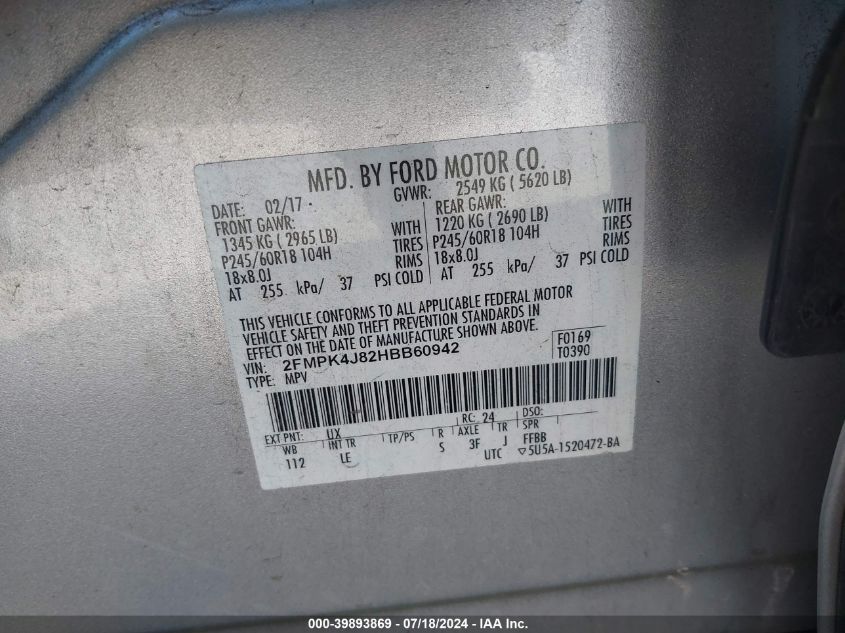 MFD. BY FORD MOTOR CO.
DATE: 02/17 GVWR: 2549 KG ( 5620 LB)
FRONT GAWR: REAR GAWR:
1345 KG ( 2965 LB) WITH 1220 KG ( 2690 LB) WITH
P245/60R18 104H TIRES P245/60R18 104H TIRES
18x8.0J RIMS 18x8.0J RIMS
AT 255 kPa/ 37 PSI COLD AT 255 kPa/ 37 PSI COLD
THIS VEHICLE CONFORMS TO ALL APPLICABLE FEDERAL MOTOR
VEHICLE SAFETY AND THEFT PREVENTION STANDARDS IN
EFFECT ON THE DATE OF MANUFACTURE SHOWN ABOVE.
VIN: 2FMPK4J82HBB60942 F0169
TYPE: MPV T0390
EXT PNT: UX RC: 24 DSO:
WB INT TR TP/PS R AXLE TR SPR
112 LE S 3F J FFBB
UTC ▽5U5A-1520472-BA
000-39893869 / 07/18/2024 - IAA Inc.